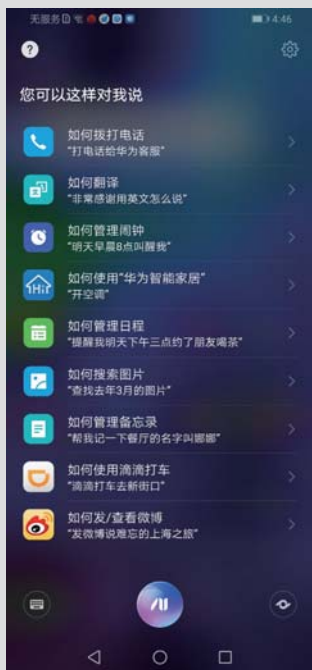 无服务
4:46
?
您可以这样对我说
如何拨打电话
“打电话给华为客服”
如何翻译
“非常感谢用英文怎么说”
如何管理闹钟
“明天早晨8点叫醒我”
如何使用“华为智能家居”
“开空调”
如何管理日程
“提醒我明天下午三点约了朋友喝茶”
如何搜索图片
“查找去年3月的图片”
如何管理备忘录
“帮我记一下餐厅的名字叫娜娜”
如何使用滴滴打车
“滴滴打车去新街口”
如何发/查看微博
“发微博说难忘的上海之旅”